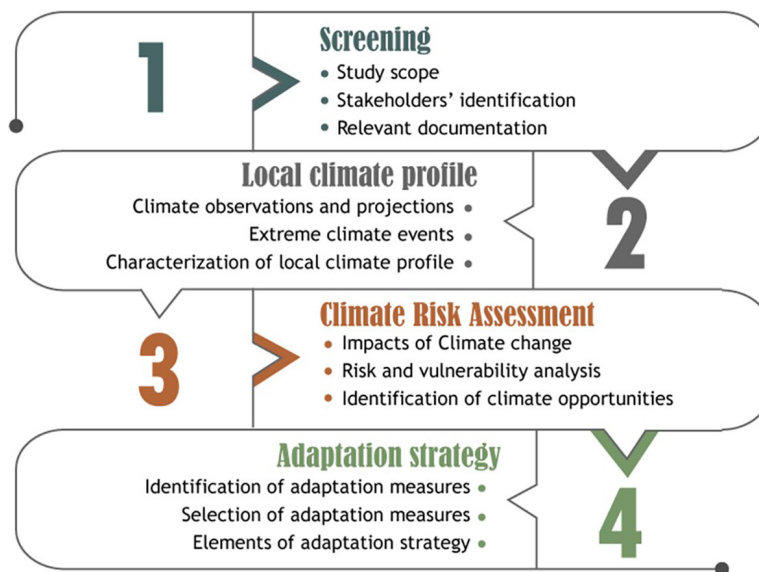 1
Screening
• Study scope
• Stakeholders’ identification
• Relevant documentation
Local climate profile
Climate observations and projections •
Extreme climate events •
Characterization of local climate profile •
2
3
Climate Risk Assessment
• Impacts of Climate change
• Risk and vulnerability analysis
• Identification of climate opportunities
Adaptation strategy
Identification of adaptation measures •
Selection of adaptation measures •
Elements of adaptation strategy •
4